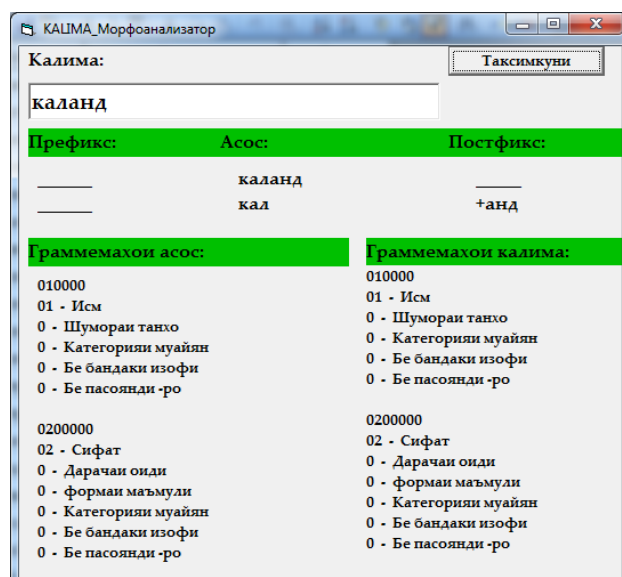 KALIMA_Морфоанализатор
Калима:
Таксимкуни
каланд
Префикс: Асос: Постфикс:
______ каланд _____
______ кал +анд
Граммемахои асос:
010000
01 - Исм
0 - Шумораи танхо
0 - Категорияи муайян
0 - Бе бандаки изофи
0 - Бе пасоянди -ро
0200000
02 - Сифат
0 - Дарачаи оиди
0 - формаи маъмули
0 - Категорияи муайян
0 - Бе бандаки изофи
0 - Бе пасоянди -ро
Граммемахои калима:
010000
01 - Исм
0 - Шумораи танхо
0 - Категорияи муайян
0 - Бе бандаки изофи
0 - Бе пасоянди -ро
0200000
02 - Сифат
0 - Дарачаи оиди
0 - формаи маъмули
0 - Категорияи муайян
0 - Бе бандаки изофи
0 - Бе пасоянди -ро